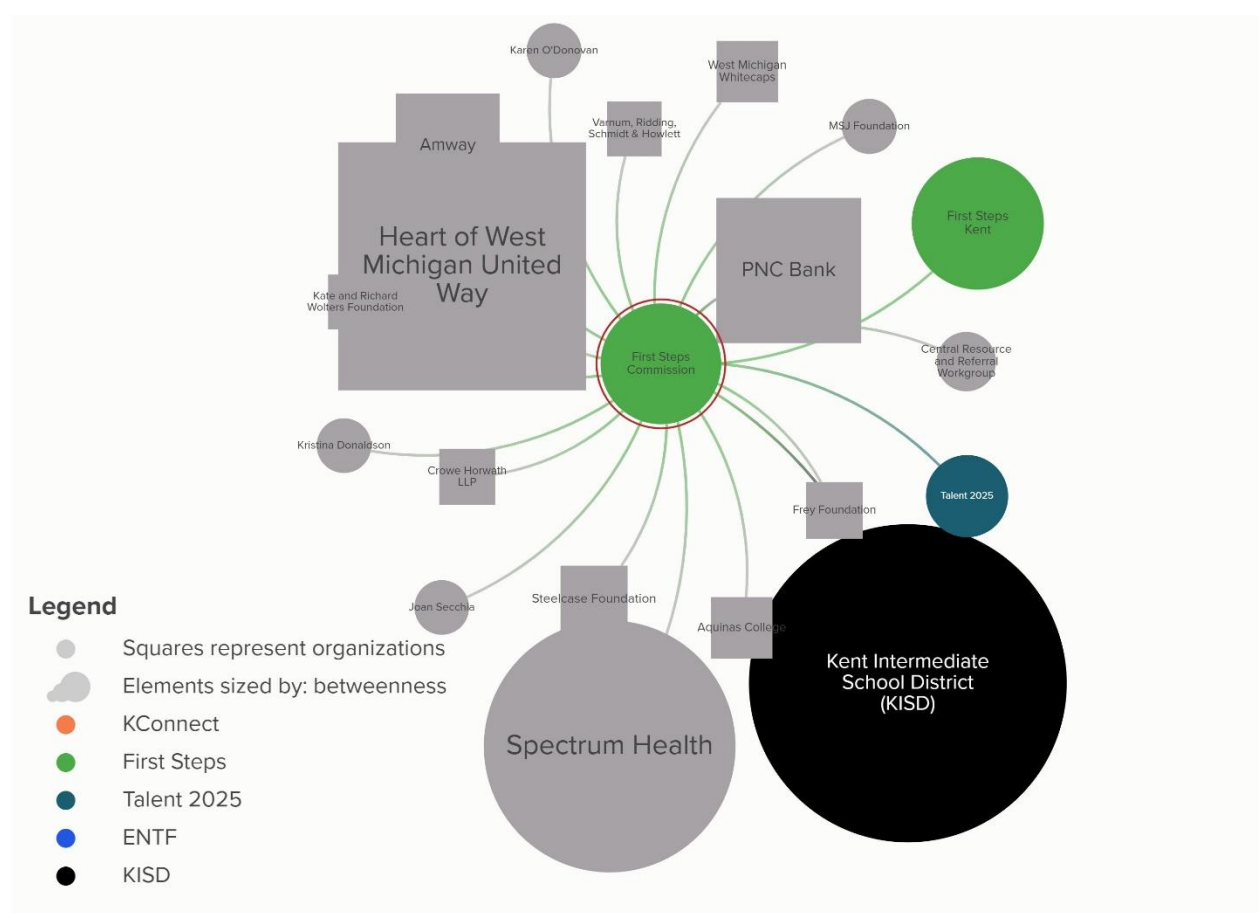 Karen O'Donovan
West Michigan
Whitecaps
Amway
Varnum, Ridding,
Schmidt & Howlett
MSJ Foundation
First Steps
Kent
Heart of West
Michigan United
Way
PNC Bank
Kate and Richard
Wolters Foundation
First Steps
Commission
Central Resource
and Referral
Workgroup
Kristina Donaldson
Crowe Horwath
LLP
Talent 2025
Frey Foundation
Joan Secchia
Steelcase Foundation
Aquinas College
Kent Intermediate
School District
(KISD)
Spectrum Health
Legend
Squares represent organizations
Elements sized by: betweenness
KConnect
First Steps
Talent 2025
ENTF
KISD